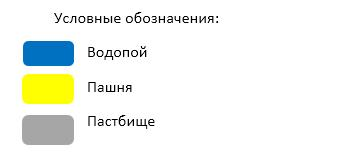 Условные обозначения:
Водопой
Пашня
Пастбище